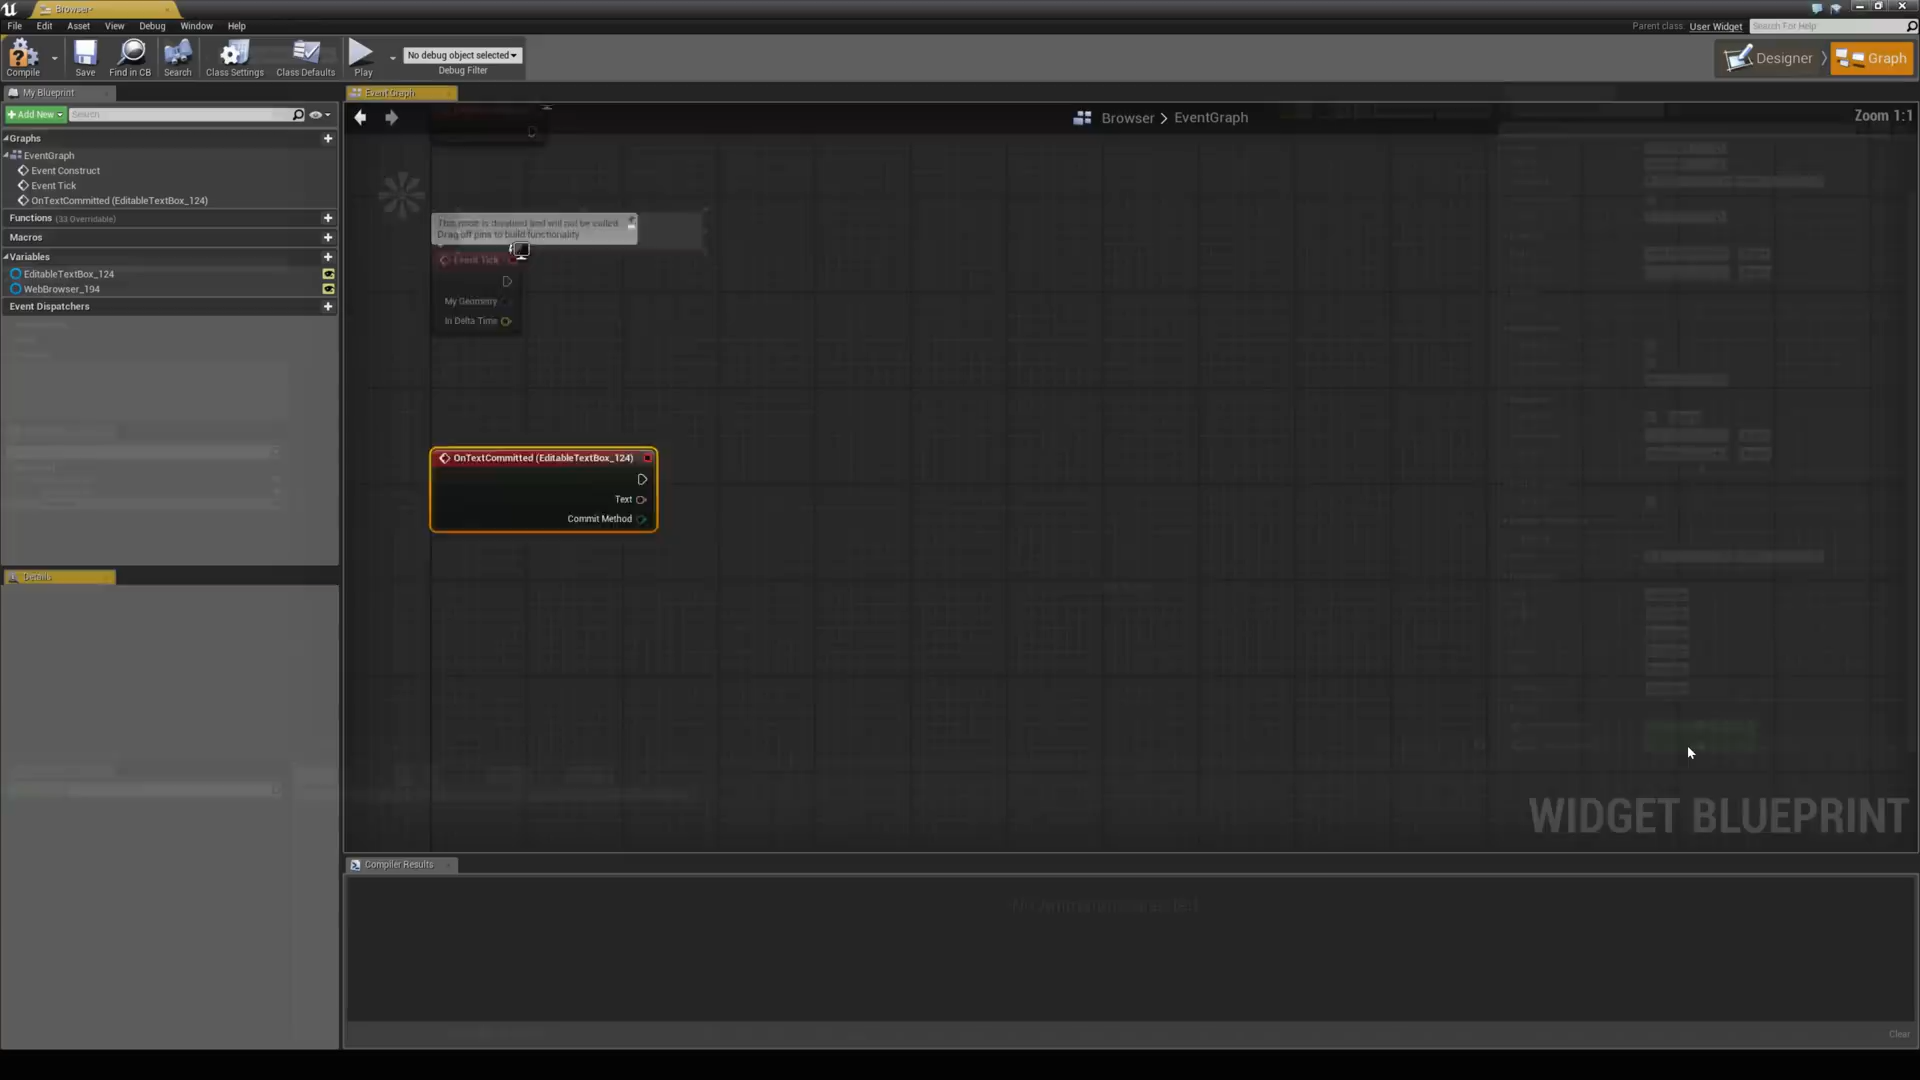 Browser*
File Edit Asset View Debug Window Help
Parent class: User Widget Search For Help
Compile Save Find in CB Search Class Settings Class Defaults Play No debug object selected Debug Filter Designer Graph
My Blueprint
Event Graph
Add New Search
Browser > EventGraph
Zoom 1:1
Graphs
EventGraph
Event Construct
Event Tick
OnTextCommitted (EditableTextBox_124)
Functions (33 Overridable)
Macros
Variables
EditableTextBox_124
WebBrowser_194
Event Dispatchers
This node is disabled and will not be called.
Drag off pins to build functionality.
Event Tick
My Geometry
In Delta Time
OnTextCommitted (EditableTextBox_124)
Text
Commit Method
Details
WIDGET BLUEPRINT
Compiler Results
Clear